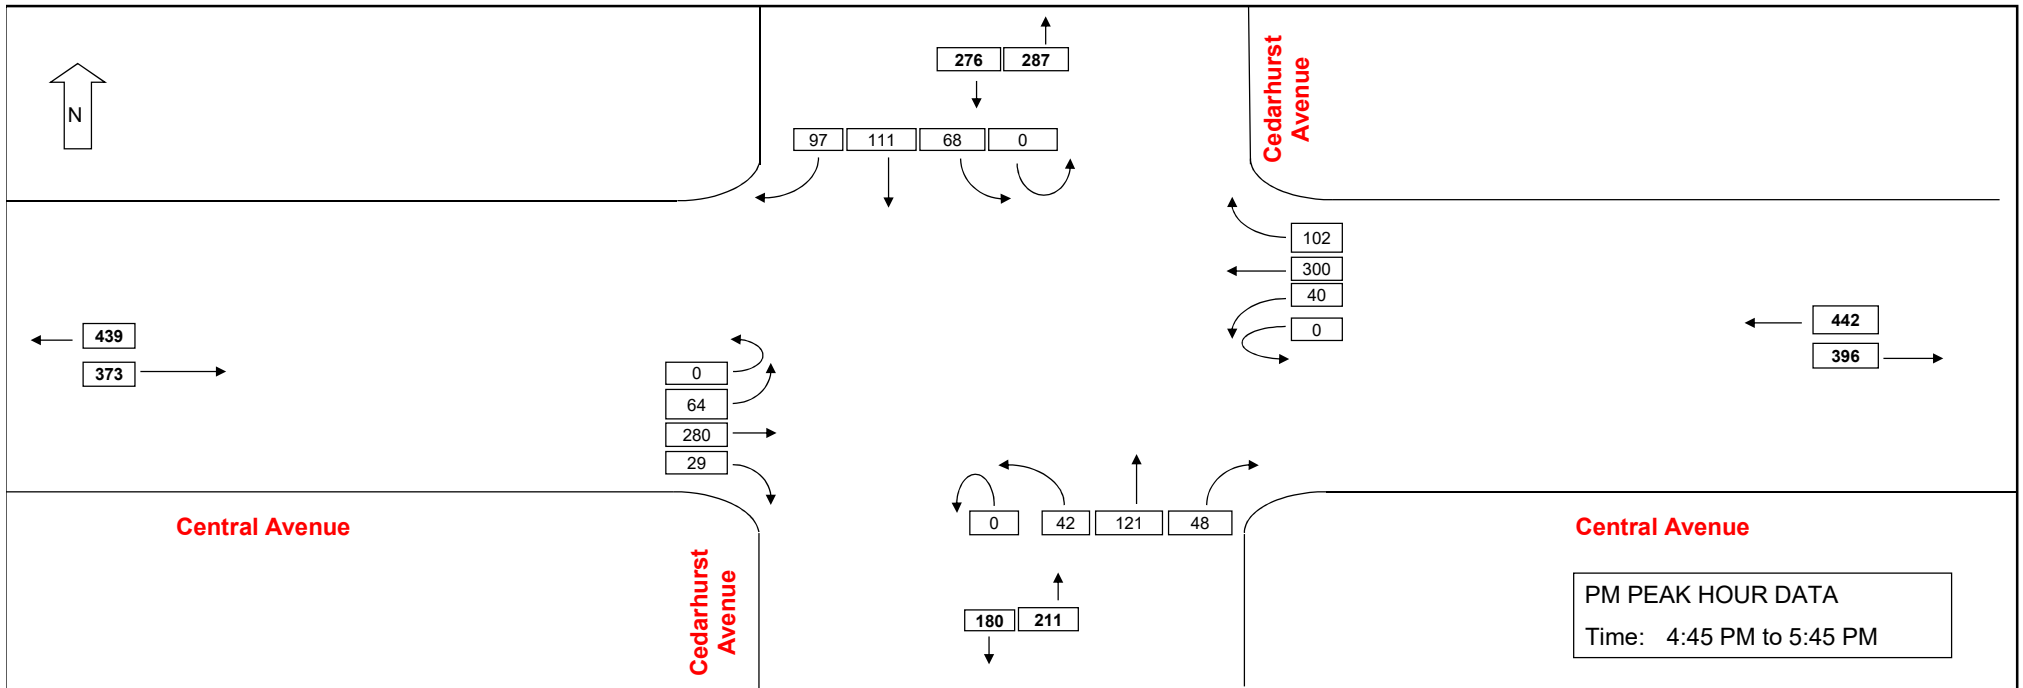 276 287
Cedarhurst
Avenue
N
97 111 68 0
102
300
40
0
439
373
442
396
0
64
280
29
0 42 121 48
Central Avenue
Central Avenue
Cedarhurst
Avenue
180 211
PM PEAK HOUR DATA
Time: 4:45 PM to 5:45 PM